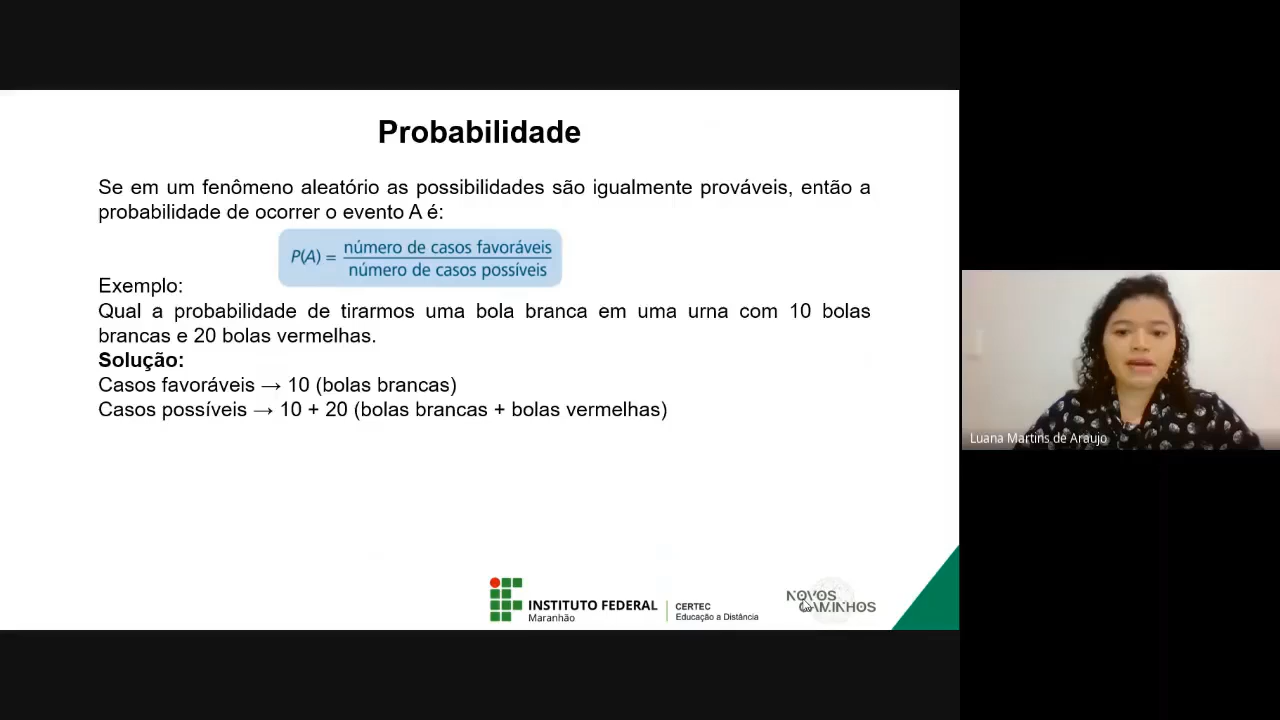 Probabilidade
Se em um fenômeno aleatório as possibilidades são igualmente prováveis, então a
probabilidade de ocorrer o evento A é:
P(A) = número de casos favoráveis
número de casos possíveis
Exemplo:
Qual a probabilidade de tirarmos uma bola branca em uma urna com 10 bolas
brancas e 20 bolas vermelhas.
Solução:
Casos favoráveis → 10 (bolas brancas)
Casos possíveis → 10 + 20 (bolas brancas + bolas vermelhas)
INSTITUTO FEDERAL
Maranhão
CERTEC
Educação a Distância
NOVOS
CAMINHOS
Luana Martins de Araujo